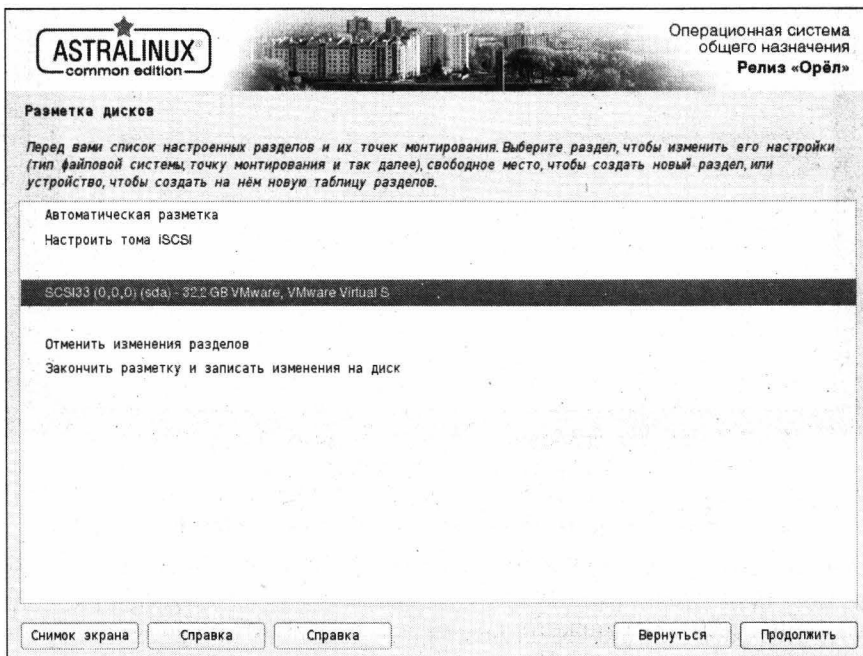 ASTRALINUX®
common edition
Операционная система
общего назначения
Релиз «Орёл»
Разметка дисков
Перед вами список настроенных разделов и их точек монтирования. Выберите раздел, чтобы изменить его настройки
(тип файловой системы, точку монтирования и так далее), свободное место, чтобы создать новый раздел, или
устройство, чтобы создать на нём новую таблицу разделов.
Автоматическая разметка
Настроить тома iSCSI
SCSI33 (0,0,0) (sda) - 32.2 GB VMware, VMware Virtual S
Отменить изменения разделов
Закончить разметку и записать изменения на диск
Снимок экрана Справка Справка Вернуться Продолжить